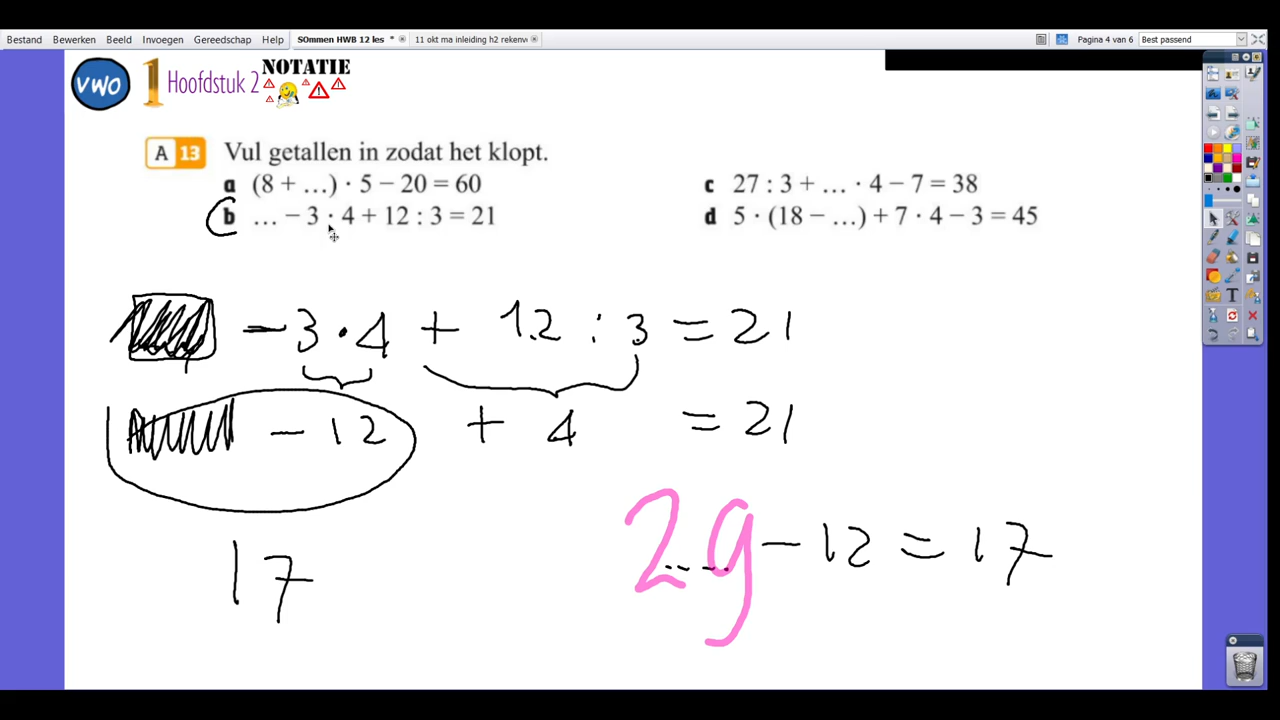 Bestand Bewerken Beeld Invoegen Gereedschap Help SOmmen HWB 12 les * 11 okt ma inleiding h2 rekenv Pagina 4 van 6 Best passend
vwo 1 Hoofdstuk 2 NOTATIE
A 13 Vul getallen in zodat het klopt.
a (8 + ...) · 5 − 20 = 60
b ... − 3 · 4 + 12 : 3 = 21
c 27 : 3 + ... · 4 − 7 = 38
d 5 · (18 − ...) + 7 · 4 − 3 = 45
− 3 · 4 + 12 : 3 = 21
− 12 + 4 = 21
17
29 − 12 = 17